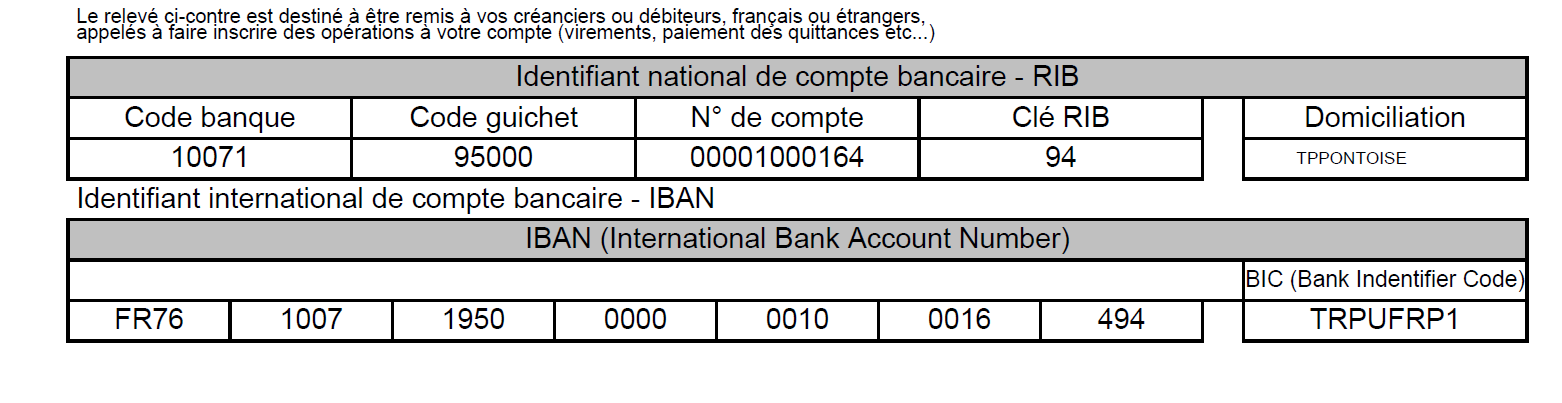 Le relevé ci-contre est destiné à être remis à vos créanciers ou débiteurs, français ou étrangers,
appelés à faire inscrire des opérations à votre compte (virements, paiement des quittances etc...)
Identifiant national de compte bancaire - RIB
Code banque Code guichet N° de compte Clé RIB Domiciliation
10071 95000 00001000164 94 TPPONTOISE
Identifiant international de compte bancaire - IBAN
IBAN (International Bank Account Number)
BIC (Bank Indentifier Code)
FR76 1007 1950 0000 0010 0016 494 TRPUFRP1